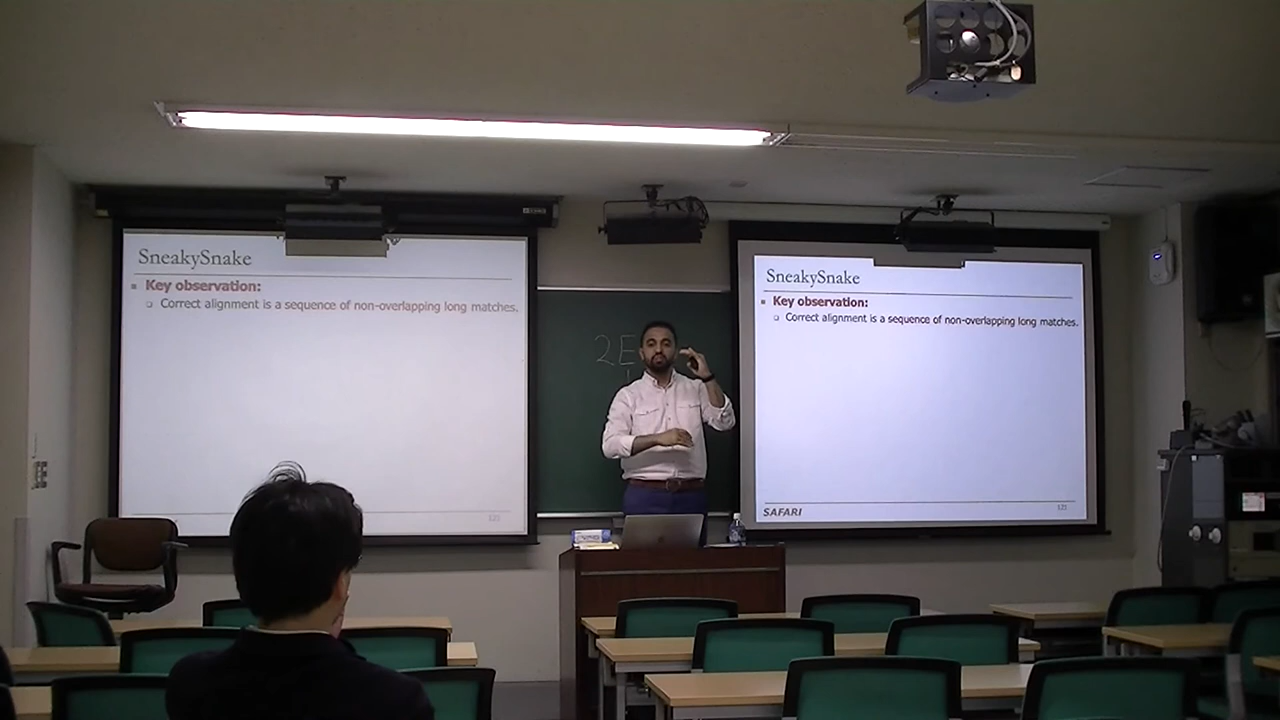 SneakySnake
Key observation:
Correct alignment is a sequence of non-overlapping long matches.
2E
SneakySnake
Key observation:
Correct alignment is a sequence of non-overlapping long matches.
SAFARI